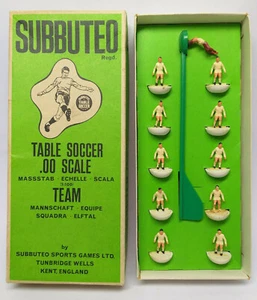 SUBBUTEO
Regd.
TABLE SOCCER
.00 SCALE
MASSSTAB · ECHELLE · SCALA
TEAM
MANNSCHAFT · EQUIPE
SQUADRA · ELFTAL
by
SUBBUTEO SPORTS GAMES LTD.
TUNBRIDGE WELLS
KENT, ENGLAND